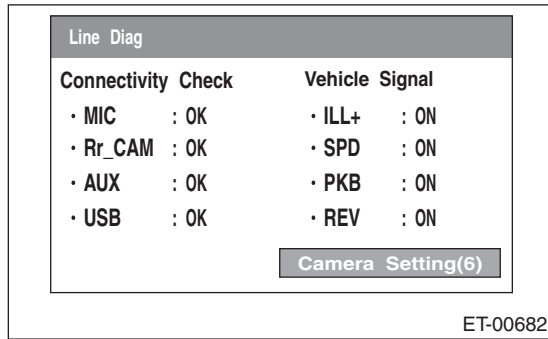 Line Diag
Connectivity Check Vehicle Signal
・MIC : OK ・ILL+ : ON
・Rr_CAM : OK ・SPD : ON
・AUX : OK ・PKB : ON
・USB : OK ・REV : ON
Camera Setting(6)
ET-00682